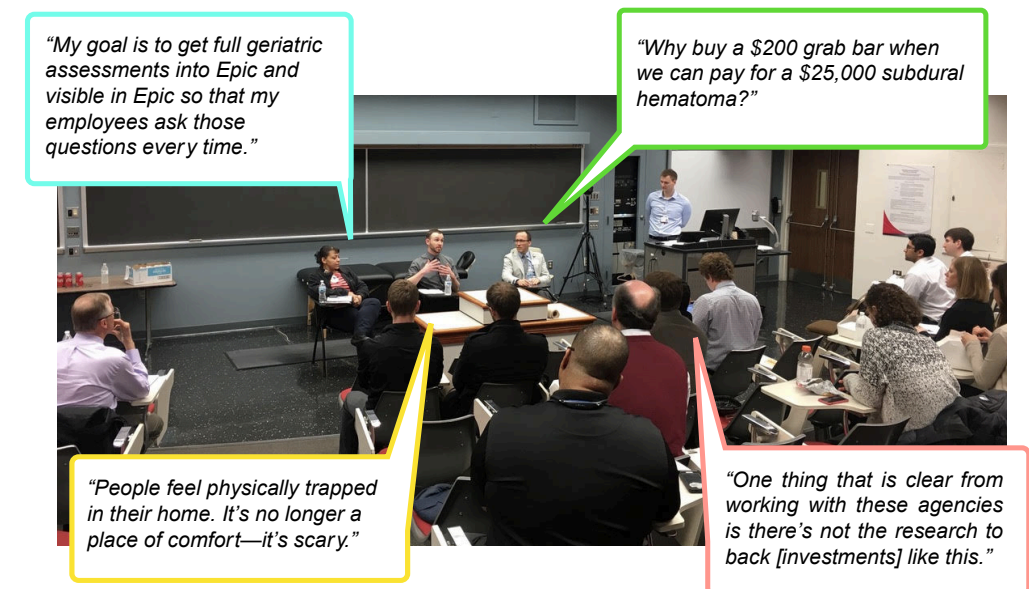 “My goal is to get full geriatric
assessments into Epic and
visible in Epic so that my
employees ask those
questions every time.”
“Why buy a $200 grab bar when
we can pay for a $25,000 subdural
hematoma?”
“People feel physically trapped
in their home. It’s no longer a
place of comfort—it’s scary.”
“One thing that is clear from
working with these agencies
is there’s not the research to
back [investments] like this.”